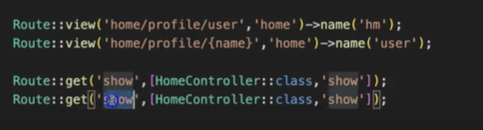 Route::view('home/profile/user','home')->name('hm');
Route::view('home/profile/{name}','home')->name('user');
Route::get('show',[HomeController::class,'show']);
Route::get('show',[HomeController::class,'show']);